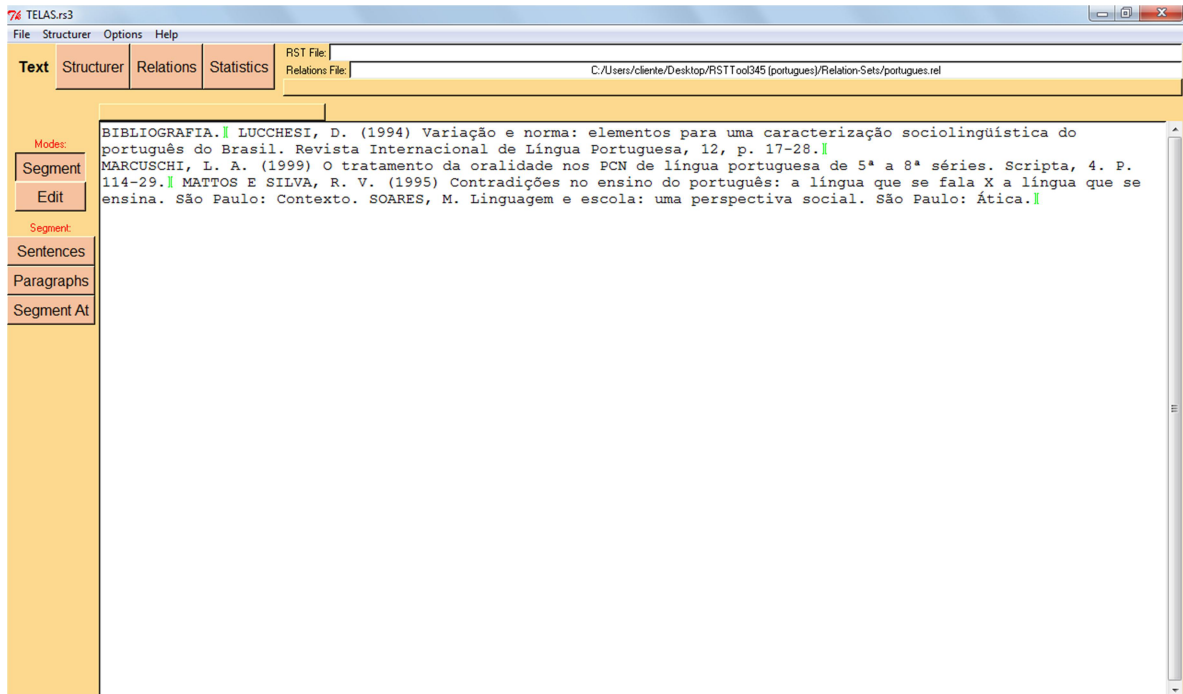 TELAS.rs3
File Structurer Options Help
Text Structurer Relations Statistics
RST File:
Relations File: C:/Users/cliente/Desktop/RSTTool345 (portugues)/Relation-Sets/portugues.rel
Modes:
Segment
Edit
Segment:
Sentences
Paragraphs
Segment At
BIBLIOGRAFIA. LUCCHESI, D. (1994) Variação e norma: elementos para uma caracterização sociolingüística do
português do Brasil. Revista Internacional de Língua Portuguesa, 12, p. 17-28.
MARCUSCHI, L. A. (1999) O tratamento da oralidade nos PCN de língua portuguesa de 5ª a 8ª séries. Scripta, 4. P.
114-29. MATTOS E SILVA, R. V. (1995) Contradições no ensino do português: a língua que se fala X a língua que se
ensina. São Paulo: Contexto. SOARES, M. Linguagem e escola: uma perspectiva social. São Paulo: Ática.